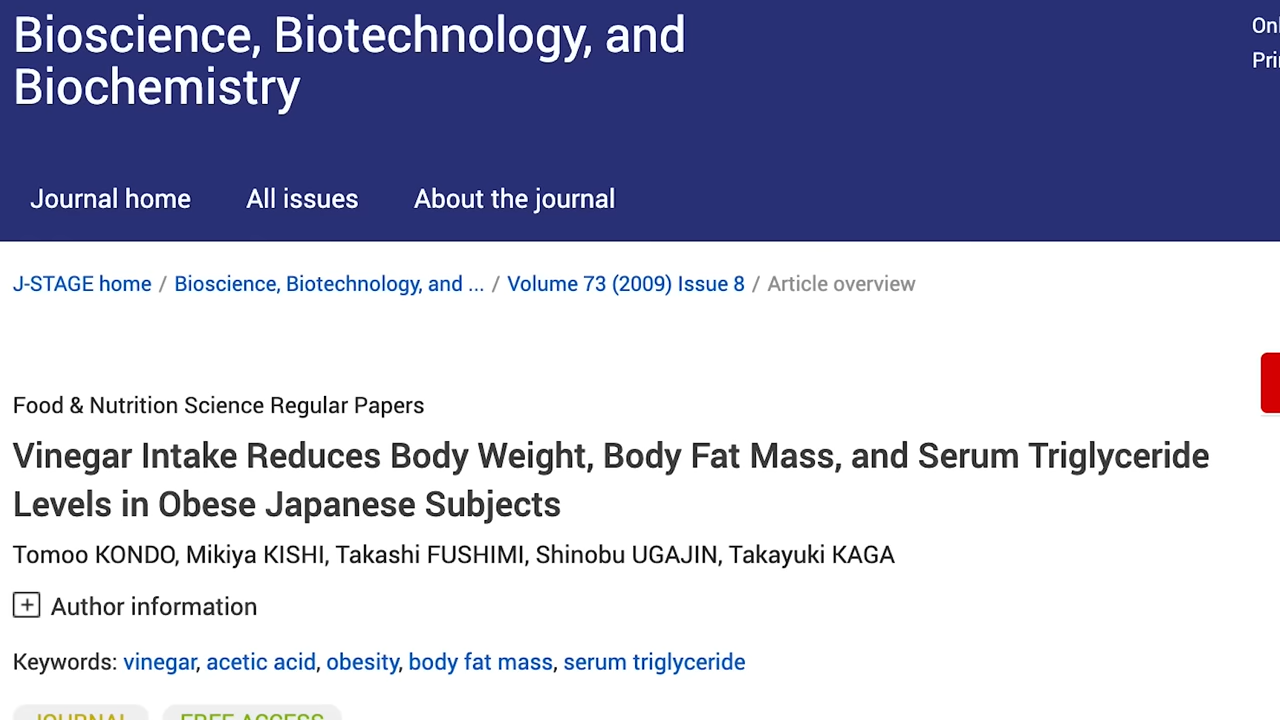 Bioscience, Biotechnology, and
Biochemistry
Journal home All issues About the journal
J-STAGE home / Bioscience, Biotechnology, and ... / Volume 73 (2009) Issue 8 / Article overview
Food & Nutrition Science Regular Papers
Vinegar Intake Reduces Body Weight, Body Fat Mass, and Serum Triglyceride
Levels in Obese Japanese Subjects
Tomoo KONDO, Mikiya KISHI, Takashi FUSHIMI, Shinobu UGAJIN, Takayuki KAGA
Author information
Keywords: vinegar, acetic acid, obesity, body fat mass, serum triglyceride
JOURNAL FREE ACCESS